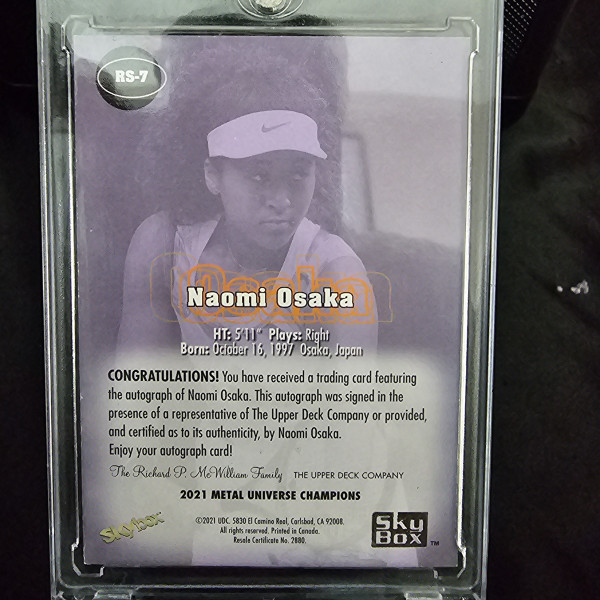 RS-7
Osaka
Naomi Osaka
HT: 5'11" Plays: Right
Born: October 16, 1997 Osaka, Japan
CONGRATULATIONS! You have received a trading card featuring
the autograph of Naomi Osaka. This autograph was signed in the
presence of a representative of The Upper Deck Company or provided,
and certified as to its authenticity, by Naomi Osaka.
Enjoy your autograph card!
The Richard P. McWilliam Family THE UPPER DECK COMPANY
2021 METAL UNIVERSE CHAMPIONS
©2021 UDC. 5830 El Camino Real, Carlsbad, CA 92008.
All rights reserved. Printed in Canada.
Resale Certificate No. 2880.
Skybox
SKY
BOX TM